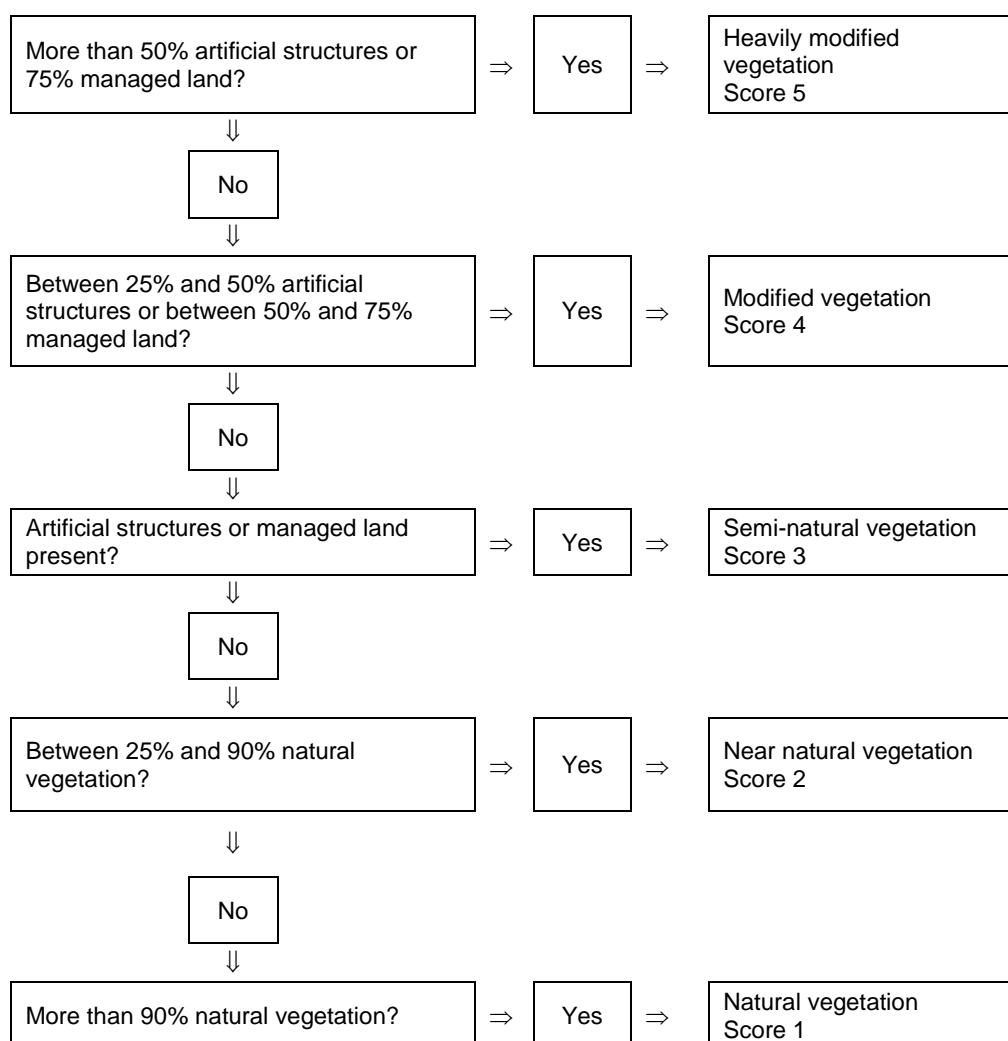 More than 50% artificial structures or
75% managed land?
⇒
Yes
⇒
Heavily modified
vegetation
Score 5
⇓
No
⇓
Between 25% and 50% artificial
structures or between 50% and 75%
managed land?
⇒
Yes
⇒
Modified vegetation
Score 4
⇓
No
⇓
Artificial structures or managed land
present?
⇒
Yes
⇒
Semi-natural vegetation
Score 3
⇓
No
⇓
Between 25% and 90% natural
vegetation?
⇒
Yes
⇒
Near natural vegetation
Score 2
⇓
No
⇓
More than 90% natural vegetation?
⇒
Yes
⇒
Natural vegetation
Score 1